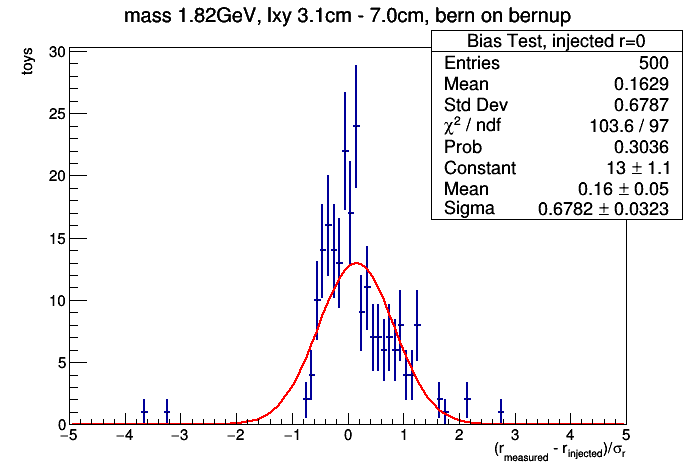 mass 1.82GeV, lxy 3.1cm - 7.0cm, bern on bernup
Bias Test, injected r=0
Entries 500
Mean 0.1629
Std Dev 0.6787
χ² / ndf 103.6 / 97
Prob 0.3036
Constant 13 ± 1.1
Mean 0.16 ± 0.05
Sigma 0.6782 ± 0.0323
toys
30
25
20
15
10
5
0
−5 −4 −3 −2 −1 0 1 2 3 4 5
(r_measured - r_injected)/σ_r